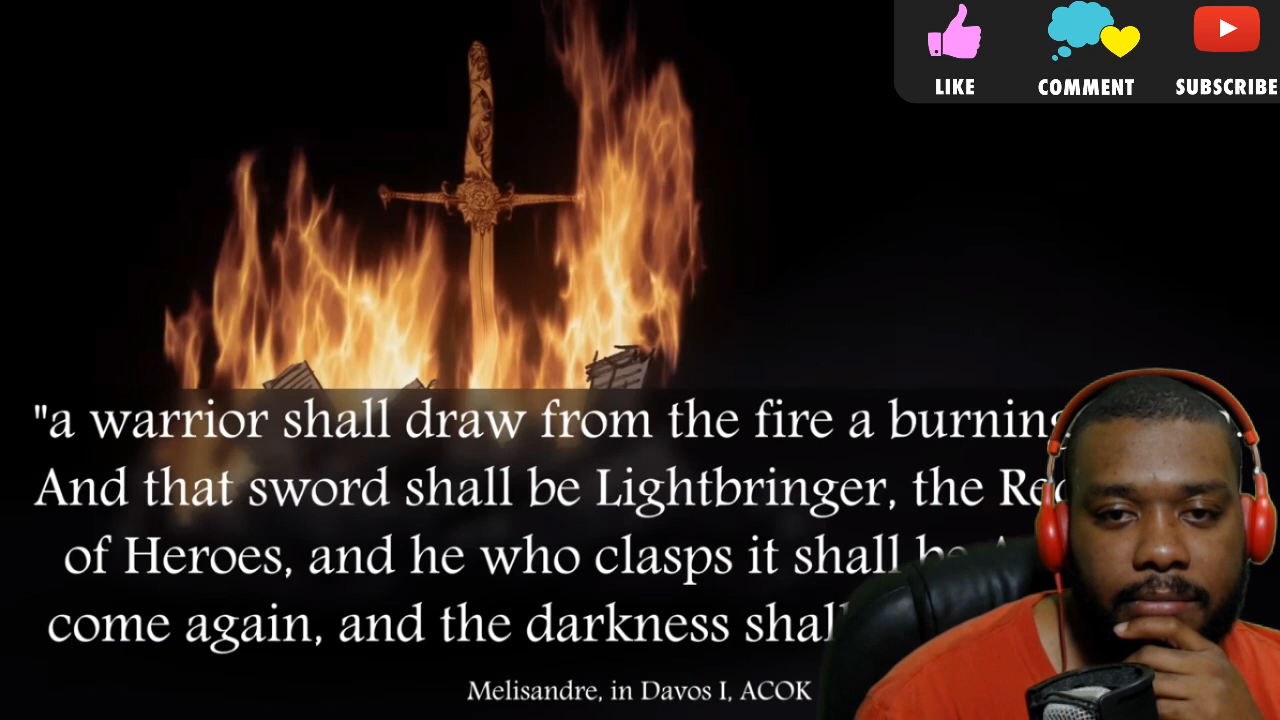 LIKE
COMMENT
SUBSCRIBE
"a warrior shall draw from the fire a burning
And that sword shall be Lightbringer, the
of Heroes, and he who clasps it shall
come again, and the darkness
Melisandre, in Davos I, ACOK